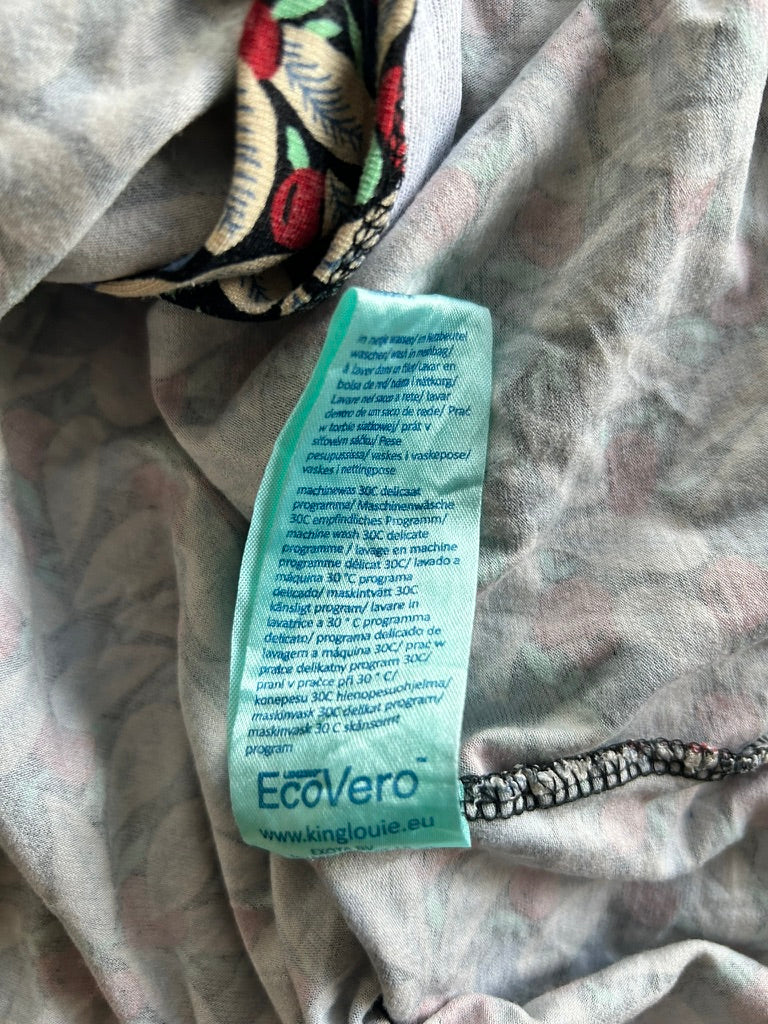 in netje wassen/ im Netzbeutel
waschen/ wash in meshbag/
à laver dans un filet/ Lavar en
bolsa de red/ tvätta i nätkorg/
Lavare nel sacco a rete/ lavar
dentro de um saco de rede/ Prać
w torbie siatkowej/ prát v
síťovém sáčku/ Pese
pesupussissa/ vaskes i vaskepose/
vaskes i nettingpose
machinewas 30C delicaat
programma/ Maschinenwäsche
30C empfindliches Programm/
machine wash 30C delicate
programme / lavage en machine
programme délicat 30C/ lavado a
máquina 30 °C programa
delicado/ maskintvätt 30C
känsligt program/ lavare in
lavatrice a 30 ° C programma
delicato/ programa delicado de
lavagem a máquina 30C/ prać w
pralce delikatny program 30C/
praní v pračce při 30 ° C/
konepesu 30C hienopesuohjelma/
maskinvask 30C delikat program/
maskinvask 30 C skånsomt
program
LENZING
EcoVero™
www.kinglouie.eu
EXOTA BV